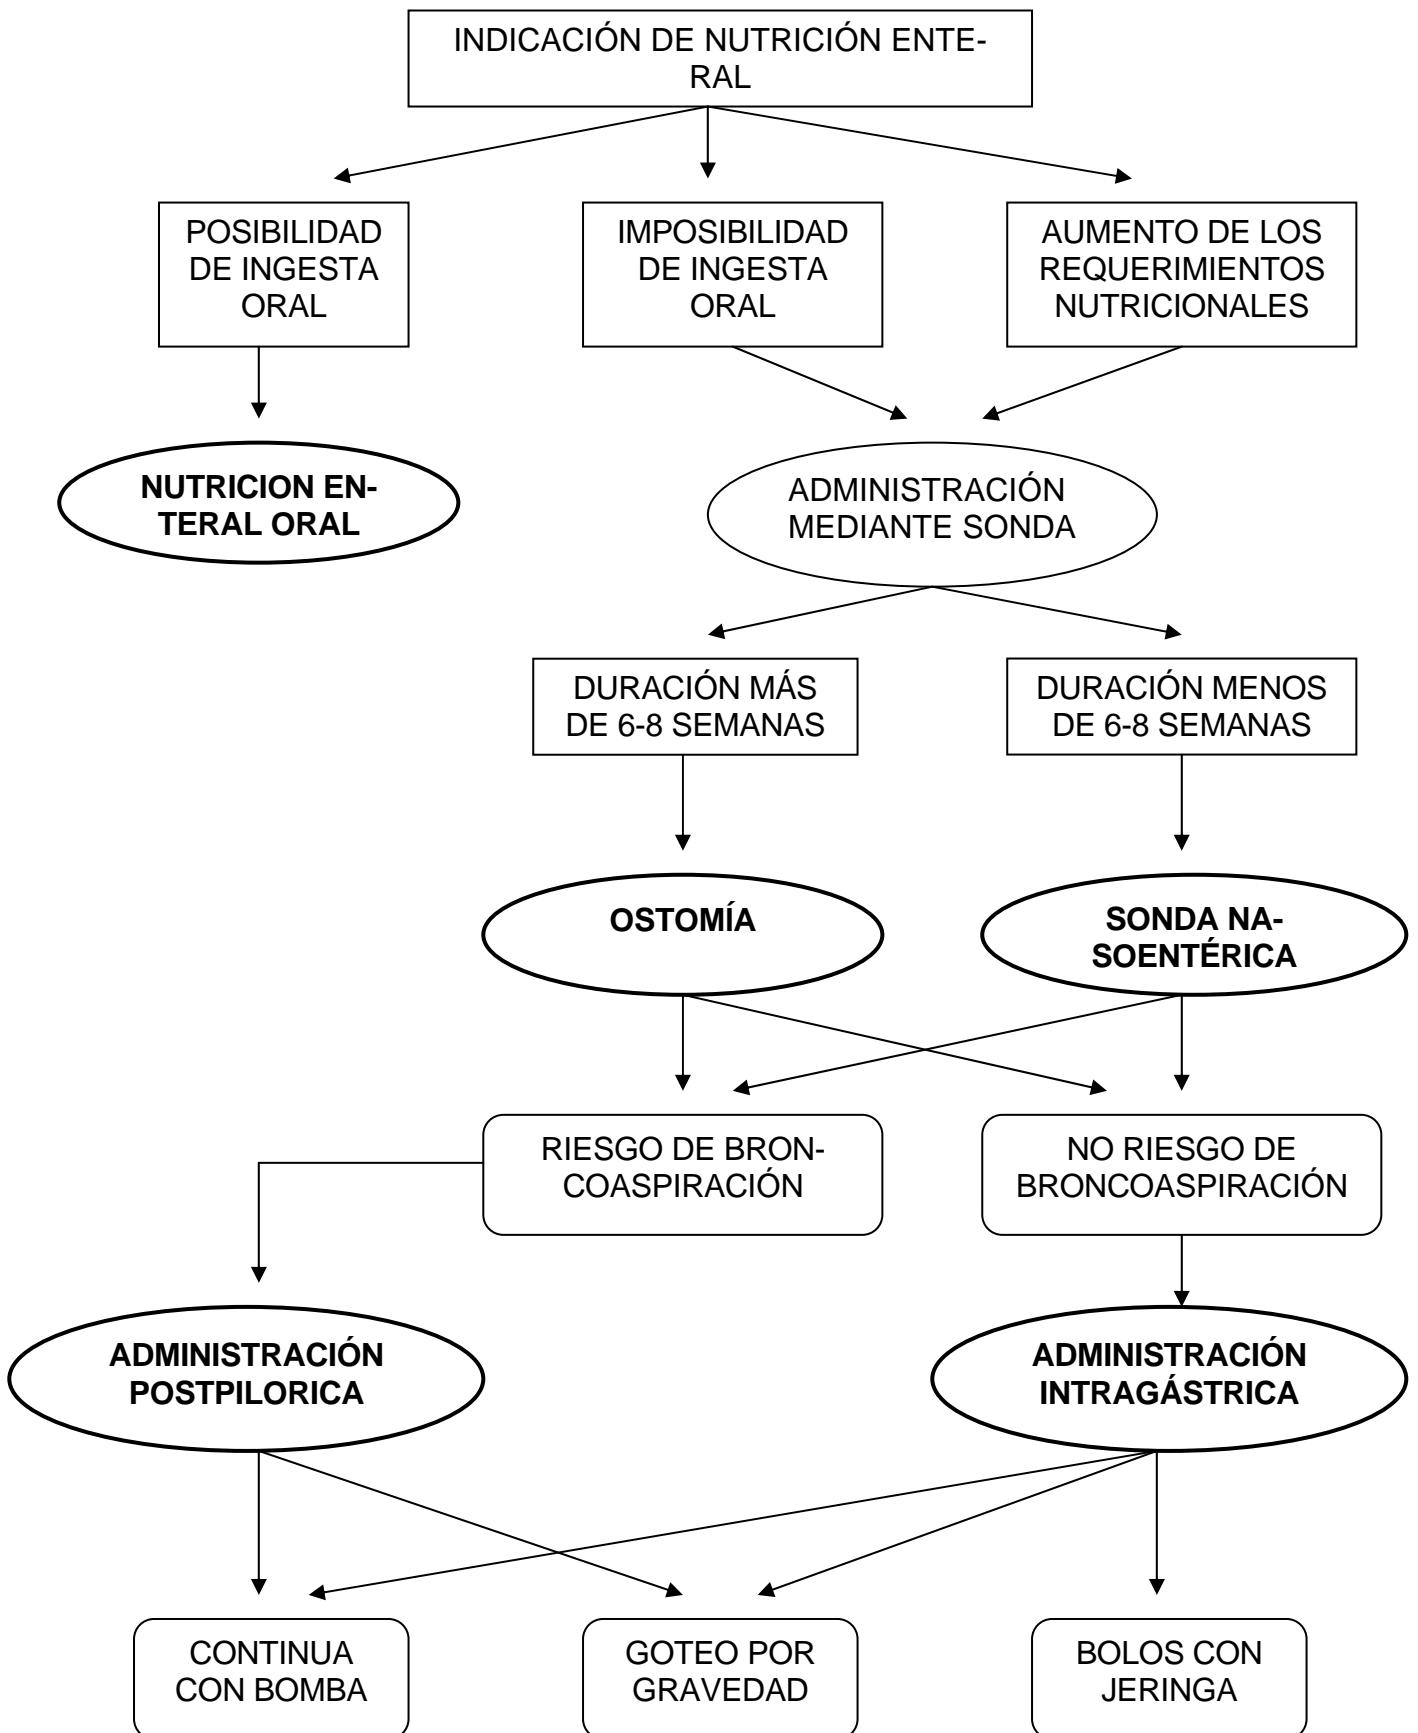 INDICACIÓN DE NUTRICIÓN ENTE-
RAL
POSIBILIDAD
DE INGESTA
ORAL
IMPOSIBILIDAD
DE INGESTA
ORAL
AUMENTO DE LOS
REQUERIMIENTOS
NUTRICIONALES
NUTRICION EN-
TERAL ORAL
ADMINISTRACIÓN
MEDIANTE SONDA
DURACIÓN MÁS
DE 6-8 SEMANAS
DURACIÓN MENOS
DE 6-8 SEMANAS
OSTOMÍA
SONDA NA-
SOENTÉRICA
RIESGO DE BRON-
COASPIRACIÓN
NO RIESGO DE
BRONCOASPIRACIÓN
ADMINISTRACIÓN
POSTPILORICA
ADMINISTRACIÓN
INTRAGÁSTRICA
CONTINUA
CON BOMBA
GOTEO POR
GRAVEDAD
BOLOS CON
JERINGA